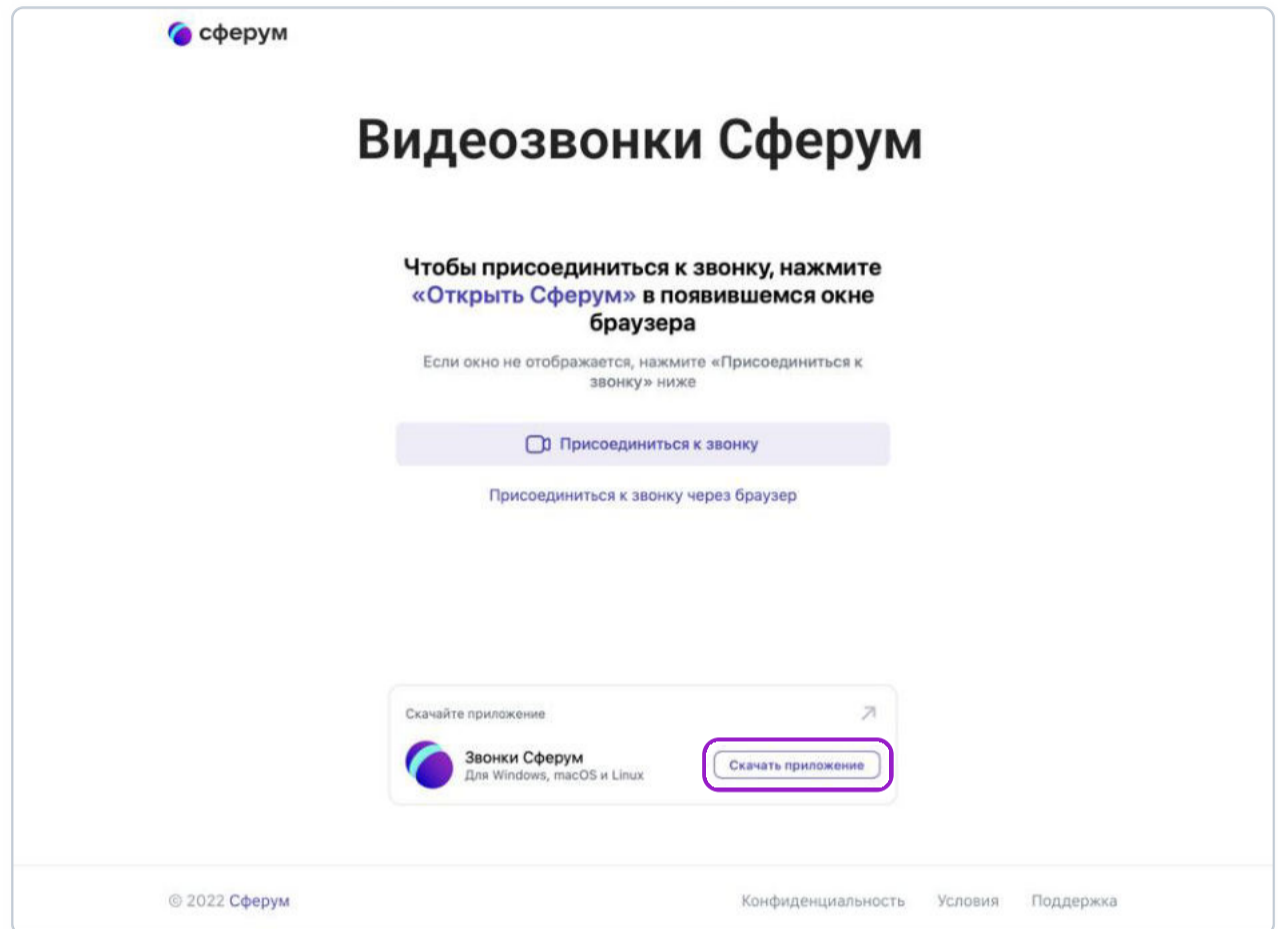 сферум
Видеозвонки Сферум
Чтобы присоединиться к звонку, нажмите
«Открыть Сферум» в появившемся окне
браузера
Если окно не отображается, нажмите «Присоединиться к
звонку» ниже
Присоединиться к звонку
Присоединиться к звонку через браузер
Скачайте приложение
Звонки Сферум
Для Windows, macOS и Linux
Скачать приложение
© 2022 Сферум
Конфиденциальность Условия Поддержка